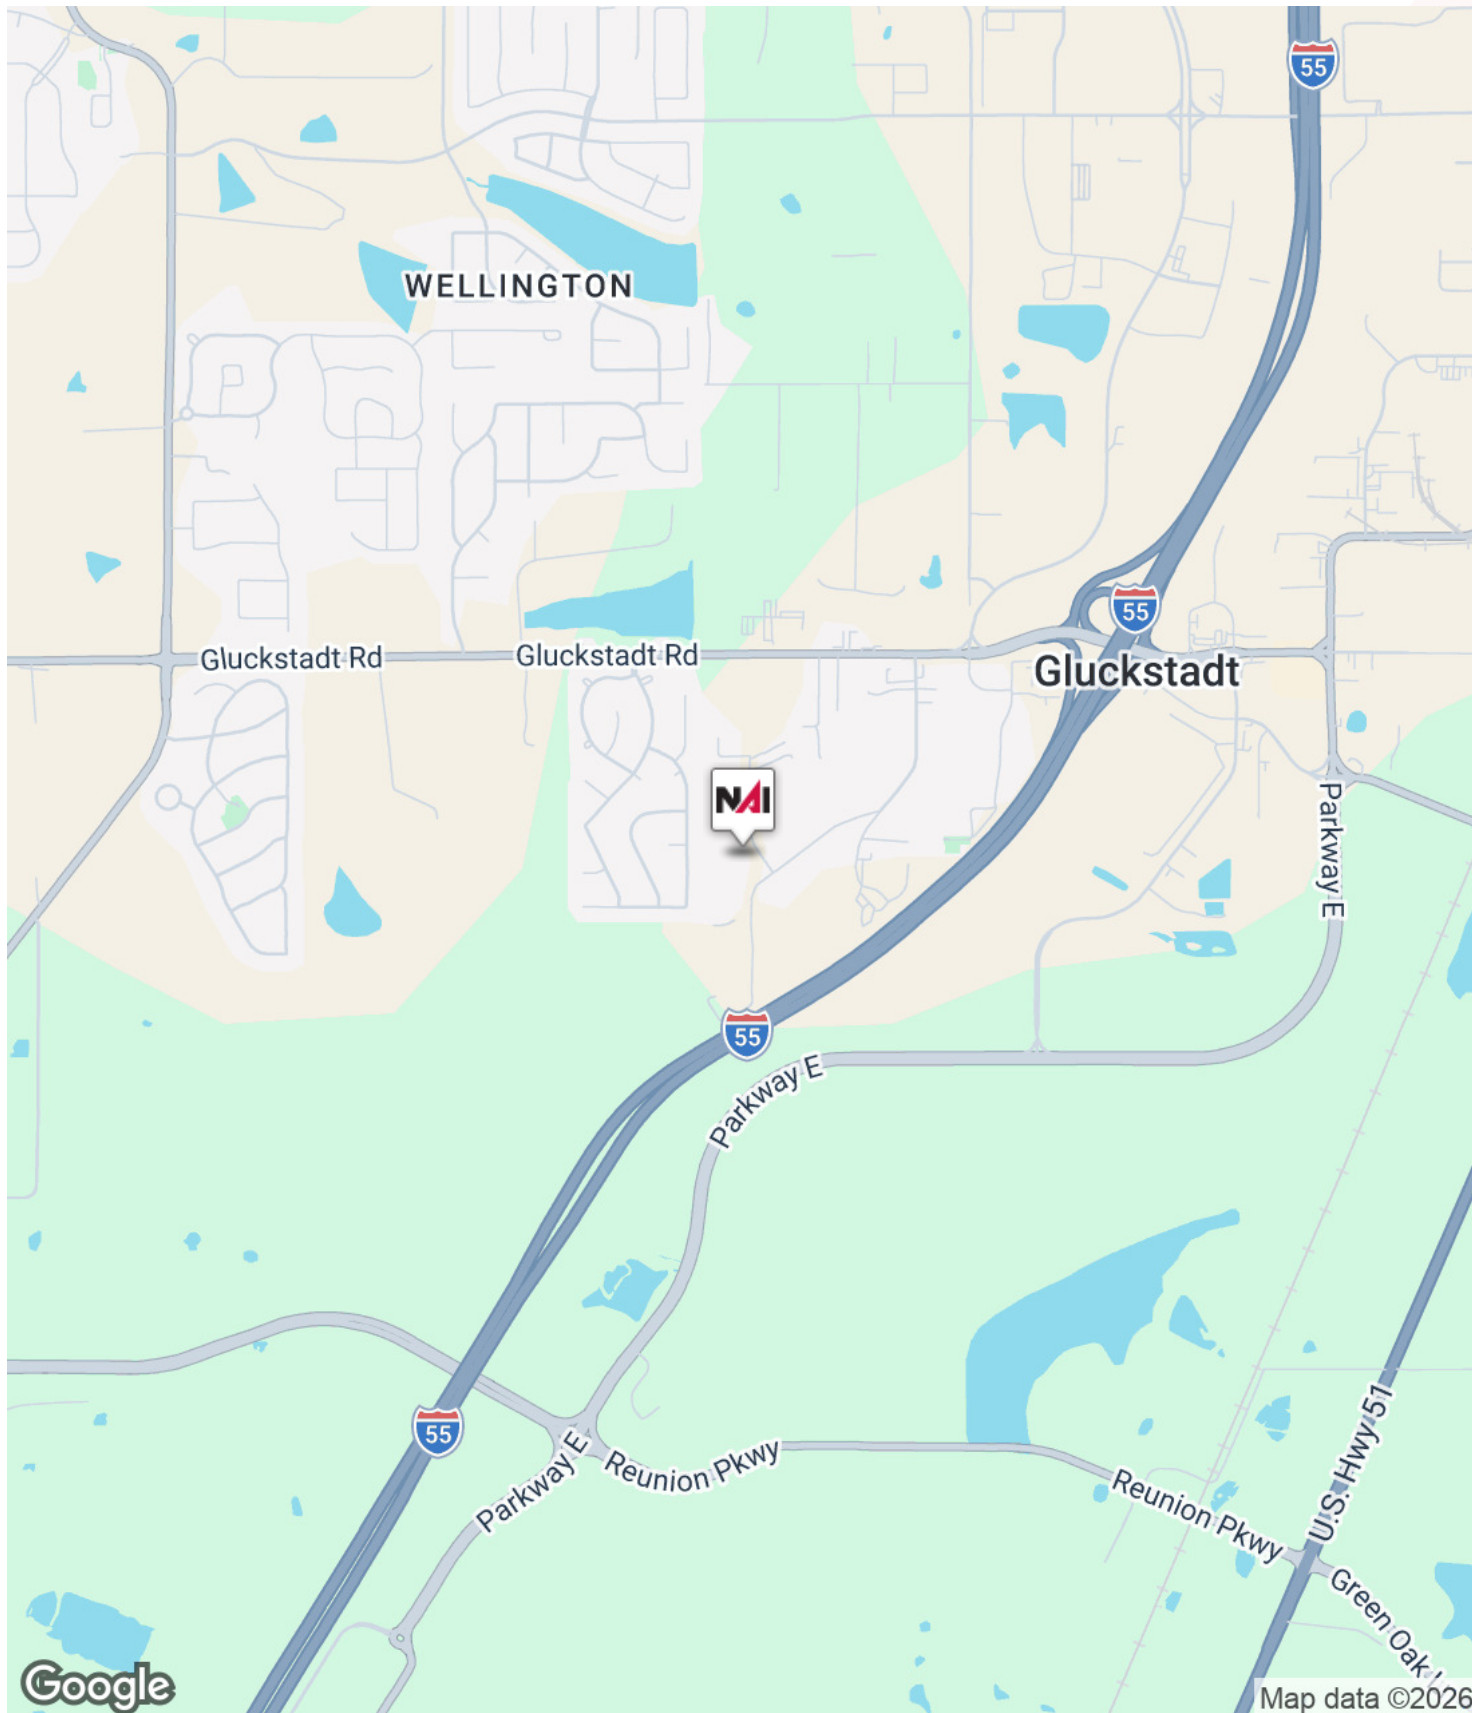 55
WELLINGTON
55
Gluckstadt Rd
Gluckstadt Rd
Gluckstadt
NAI
Parkway E
55
Parkway E
55
Parkway E
Reunion Pkwy
Reunion Pkwy
U.S. Hwy 51
Green Oak
Google
Map data ©2026